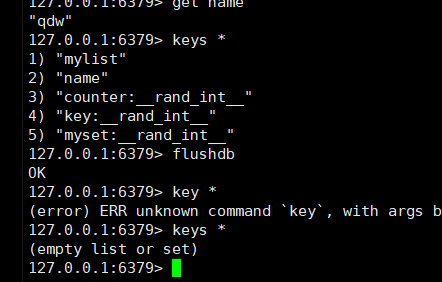 127.0.0.1:6379> get name
"qdw"
127.0.0.1:6379> keys *
1) "mylist"
2) "name"
3) "counter:__rand_int__"
4) "key:__rand_int__"
5) "myset:__rand_int__"
127.0.0.1:6379> flushdb
OK
127.0.0.1:6379> key *
(error) ERR unknown command `key`, with args b
127.0.0.1:6379> keys *
(empty list or set)
127.0.0.1:6379>